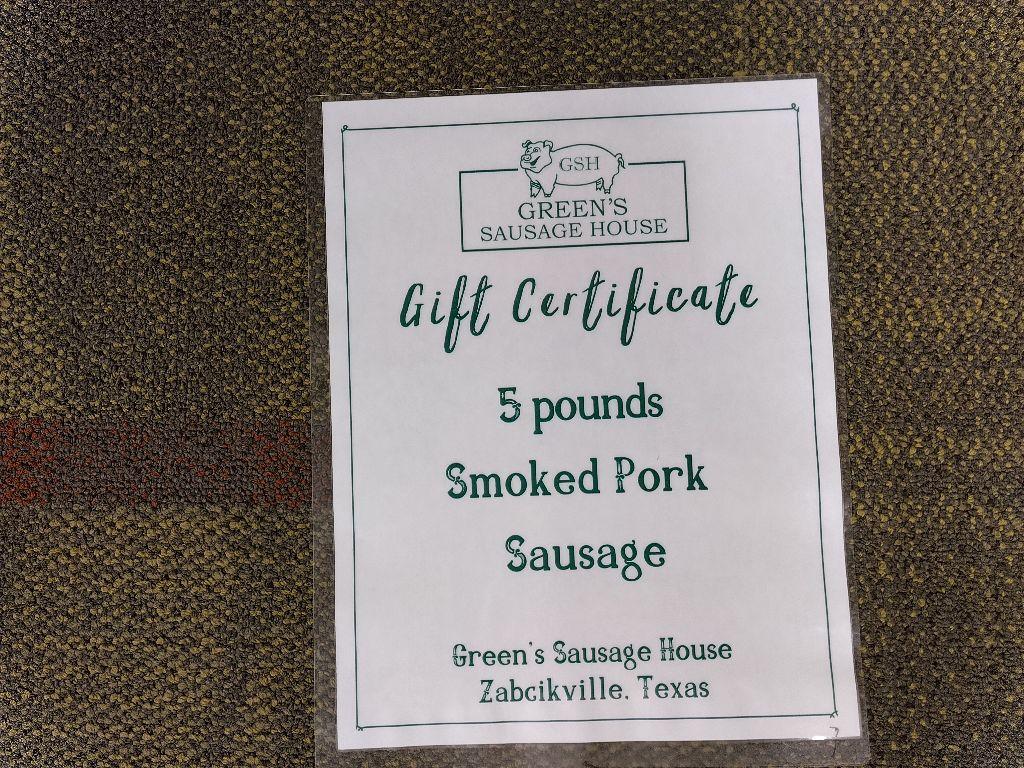 GSH
GREEN'S
SAUSAGE HOUSE
Gift Certificate
5 pounds
Smoked Pork
Sausage
Green's Sausage House
Zabcikville, Texas